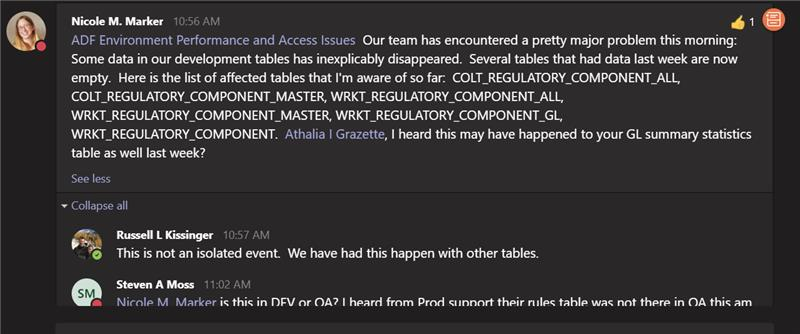 Nicole M. Marker 10:56 AM 👍 1
ADF Environment Performance and Access Issues Our team has encountered a pretty major problem this morning:
Some data in our development tables has inexplicably disappeared. Several tables that had data last week are now
empty. Here is the list of affected tables that I'm aware of so far: COLT_REGULATORY_COMPONENT_ALL,
COLT_REGULATORY_COMPONENT_MASTER, WRKT_REGULATORY_COMPONENT_ALL,
WRKT_REGULATORY_COMPONENT_MASTER, WRKT_REGULATORY_COMPONENT_GL,
WRKT_REGULATORY_COMPONENT. Athalia I Grazette, I heard this may have happened to your GL summary statistics
table as well last week?
See less
Collapse all
Russell L Kissinger 10:57 AM
This is not an isolated event. We have had this happen with other tables.
SM Steven A Moss 11:02 AM
Nicole M. Marker is this in DEV or QA? I heard from Prod support their rules table was not there in QA this am